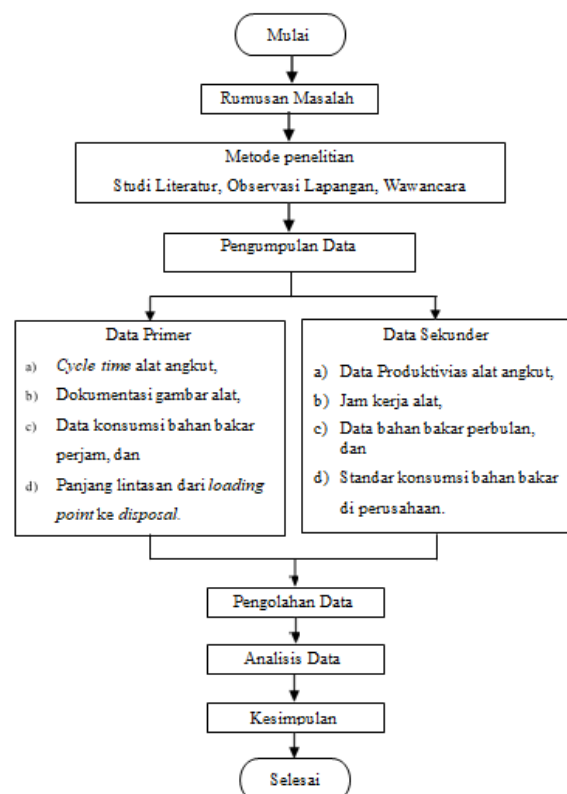 Mulai
Rumusan Masalah
Metode penelitian
Studi Literatur, Observasi Lapangan, Wawancara
Pengumpulan Data
Data Primer
a) Cycle time alat angkut,
b) Dokumentasi gambar alat,
c) Data konsumsi bahan bakar
perjam, dan
d) Panjang lintasan dari loading
point ke disposal.
Data Sekunder
a) Data Produktivias alat angkut,
b) Jam kerja alat,
c) Data bahan bakar perbulan,
dan
d) Standar konsumsi bahan bakar
di perusahaan.
Pengolahan Data
Analisis Data
Kesimpulan
Selesai